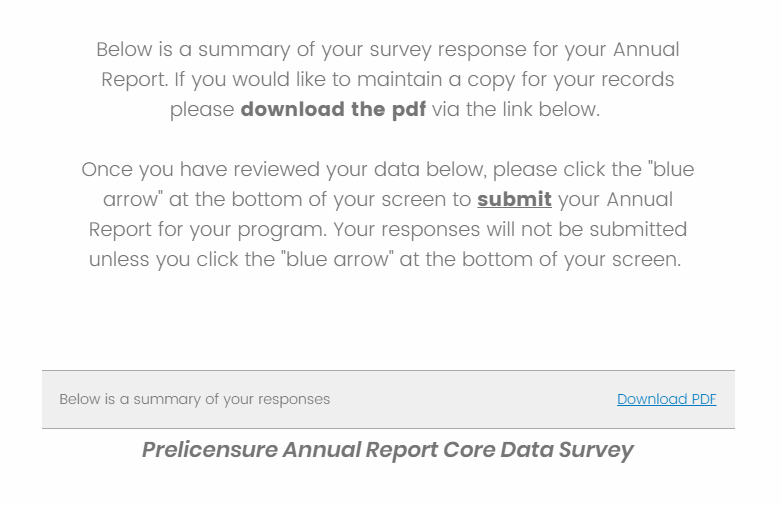 Below is a summary of your survey response for your Annual
Report. If you would like to maintain a copy for your records
please download the pdf via the link below.
Once you have reviewed your data below, please click the "blue
arrow" at the bottom of your screen to submit your Annual
Report for your program. Your responses will not be submitted
unless you click the "blue arrow" at the bottom of your screen.
Below is a summary of your responses
Download PDF
Prelicensure Annual Report Core Data Survey